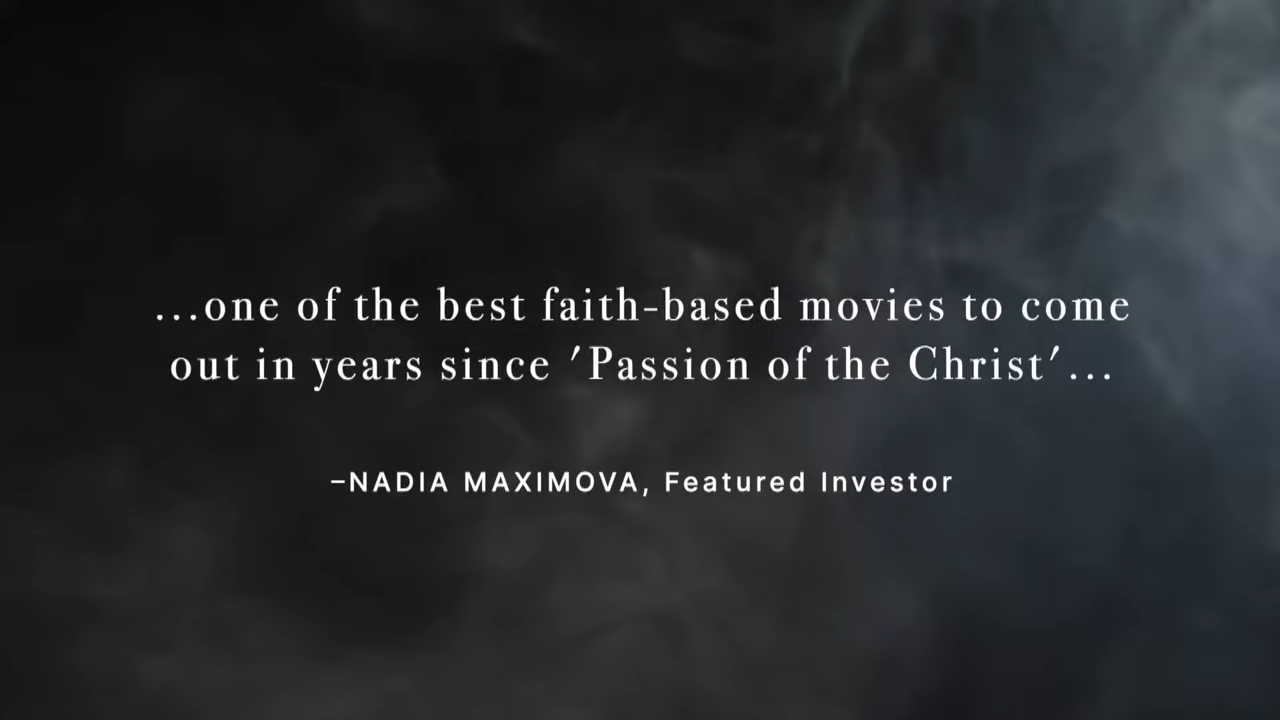 ...one of the best faith-based movies to come
out in years since 'Passion of the Christ'...
–NADIA MAXIMOVA, Featured Investor